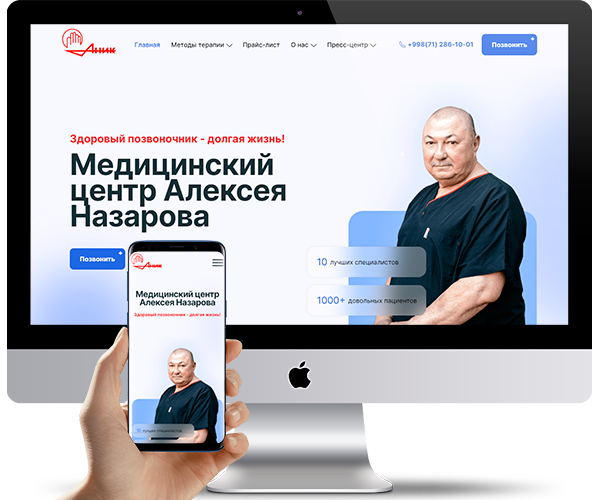 Аник
Главная
Методы терапии
Прайс-лист
О нас
Пресс-центр
+998(71) 286-10-01
Позвонить
Здоровый позвоночник - долгая жизнь!
Медицинский
центр Алексея
Назарова
Позвонить
10 лучших специалистов
1000+ довольных пациентов
Аник
Медицинский центр
Алексея Назарова
Здоровый позвоночник - долгая жизнь!
10 лучших специалистов